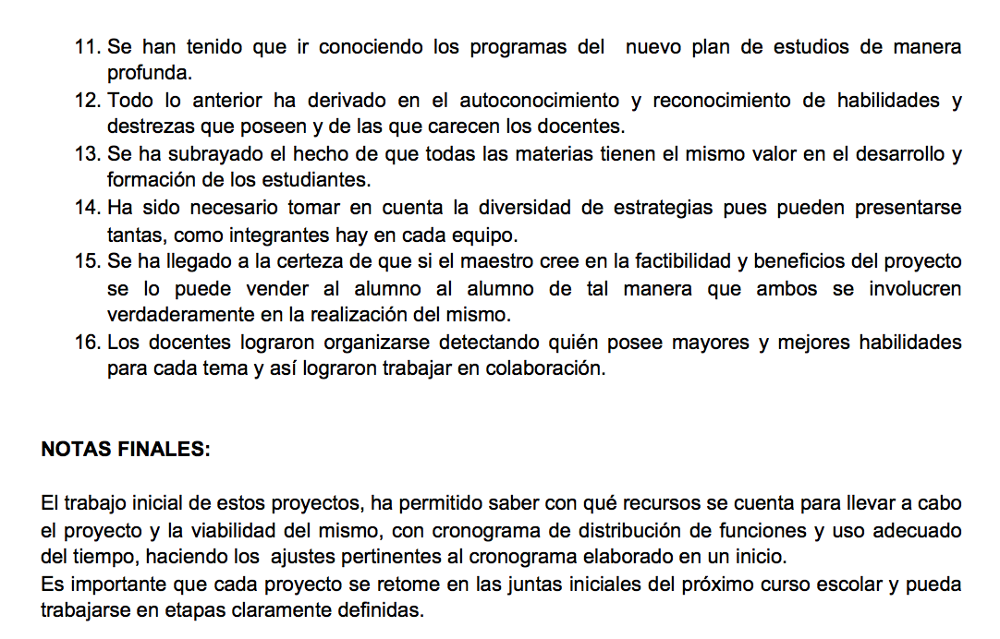 11. Se han tenido que ir conociendo los programas del  nuevo plan de estudios de manera
profunda.
12. Todo lo anterior ha derivado en el autoconocimiento y reconocimiento de habilidades y
destrezas que poseen y de las que carecen los docentes.
13. Se ha subrayado el hecho de que todas las materias tienen el mismo valor en el desarrollo y
formación de los estudiantes.
14. Ha sido necesario tomar en cuenta la diversidad de estrategias pues pueden presentarse
tantas, como integrantes hay en cada equipo.
15. Se ha llegado a la certeza de que si el maestro cree en la factibilidad y beneficios del proyecto
se lo puede vender al alumno al alumno de tal manera que ambos se involucren
verdaderamente en la realización del mismo.
16. Los docentes lograron organizarse detectando quién posee mayores y mejores habilidades
para cada tema y así lograron trabajar en colaboración.
NOTAS FINALES:
El trabajo inicial de estos proyectos, ha permitido saber con qué recursos se cuenta para llevar a cabo
el proyecto y la viabilidad del mismo, con cronograma de distribución de funciones y uso adecuado
del tiempo, haciendo los  ajustes pertinentes al cronograma elaborado en un inicio.
Es importante que cada proyecto se retome en las juntas iniciales del próximo curso escolar y pueda
trabajarse en etapas claramente definidas.